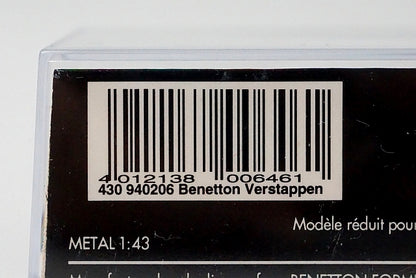 4 012138 006461
430 940206 Benetton Verstappen
Modèle réduit pour
METAL 1:43